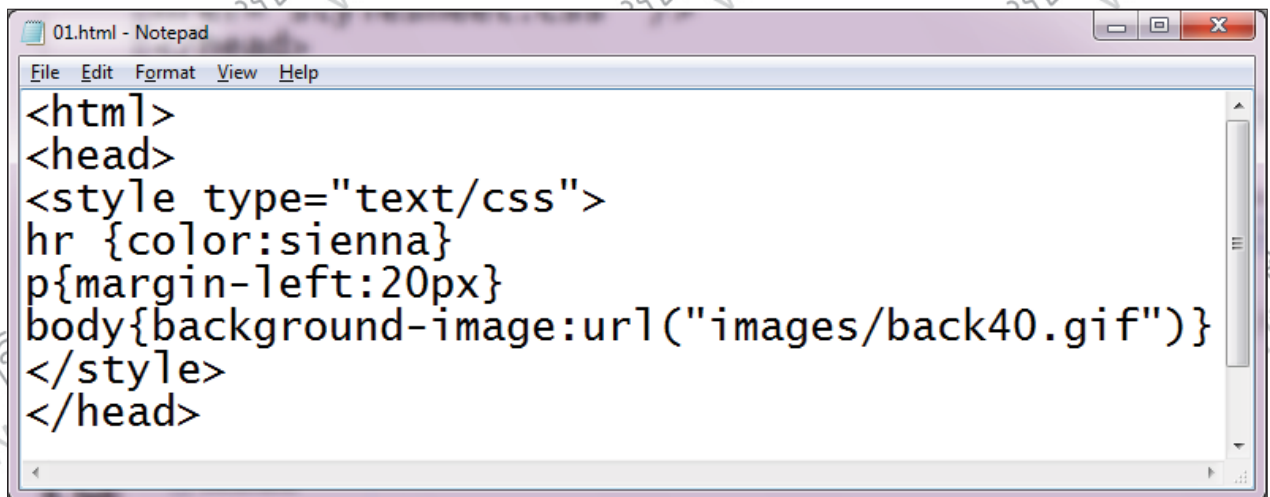 01.html - Notepad
File Edit Format View Help
<html>
<head>
<style type="text/css">
hr {color:sienna}
p{margin-left:20px}
body{background-image:url("images/back40.gif")}
</style>
</head>